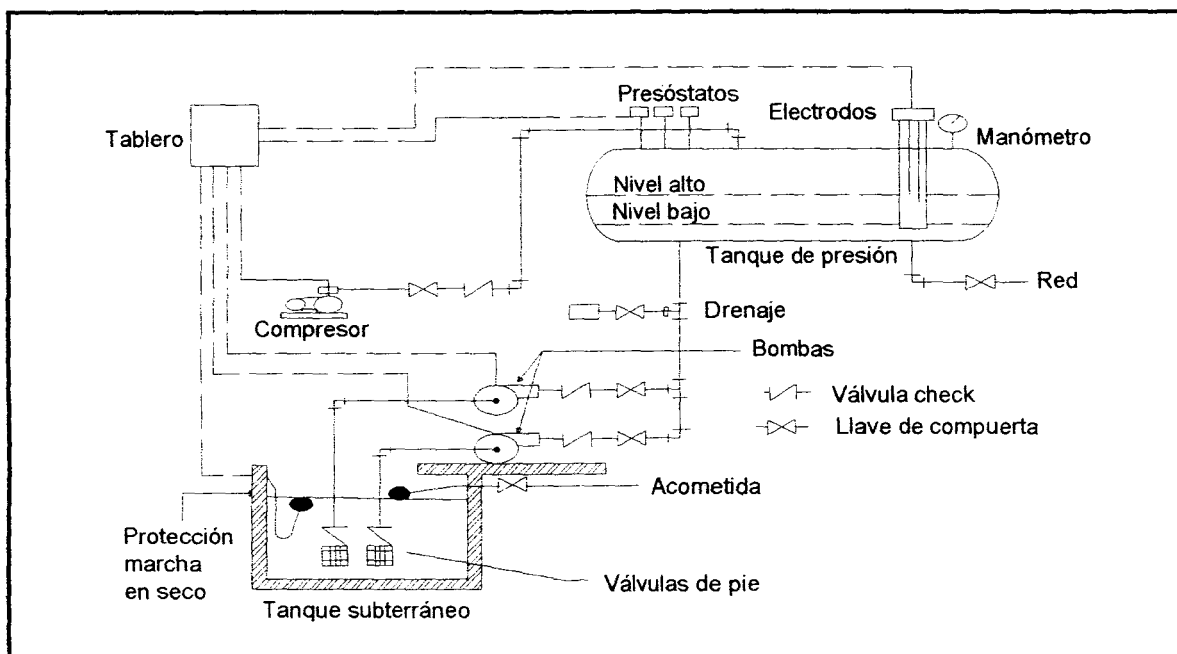 Presóstatos
Electrodos
Tablero
Manómetro
Nivel alto
Nivel bajo
Tanque de presión
Red
Compresor
Drenaje
Bombas
Válvula check
Llave de compuerta
Acometida
Protección
marcha
en seco
Válvulas de pie
Tanque subterráneo